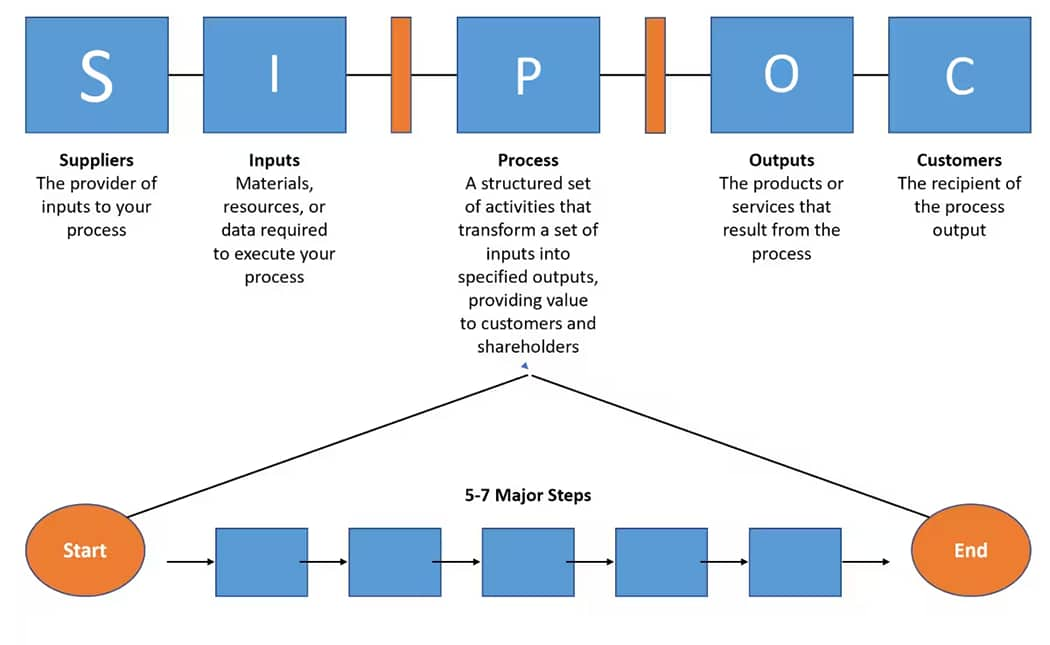 S
I
P
O
C
Suppliers
The provider of
inputs to your
process
Inputs
Materials,
resources, or
data required
to execute your
process
Process
A structured set
of activities that
transform a set of
inputs into
specified outputs,
providing value
to customers and
shareholders
Outputs
The products or
services that
result from the
process
Customers
The recipient of
the process
output
5-7 Major Steps
Start
End